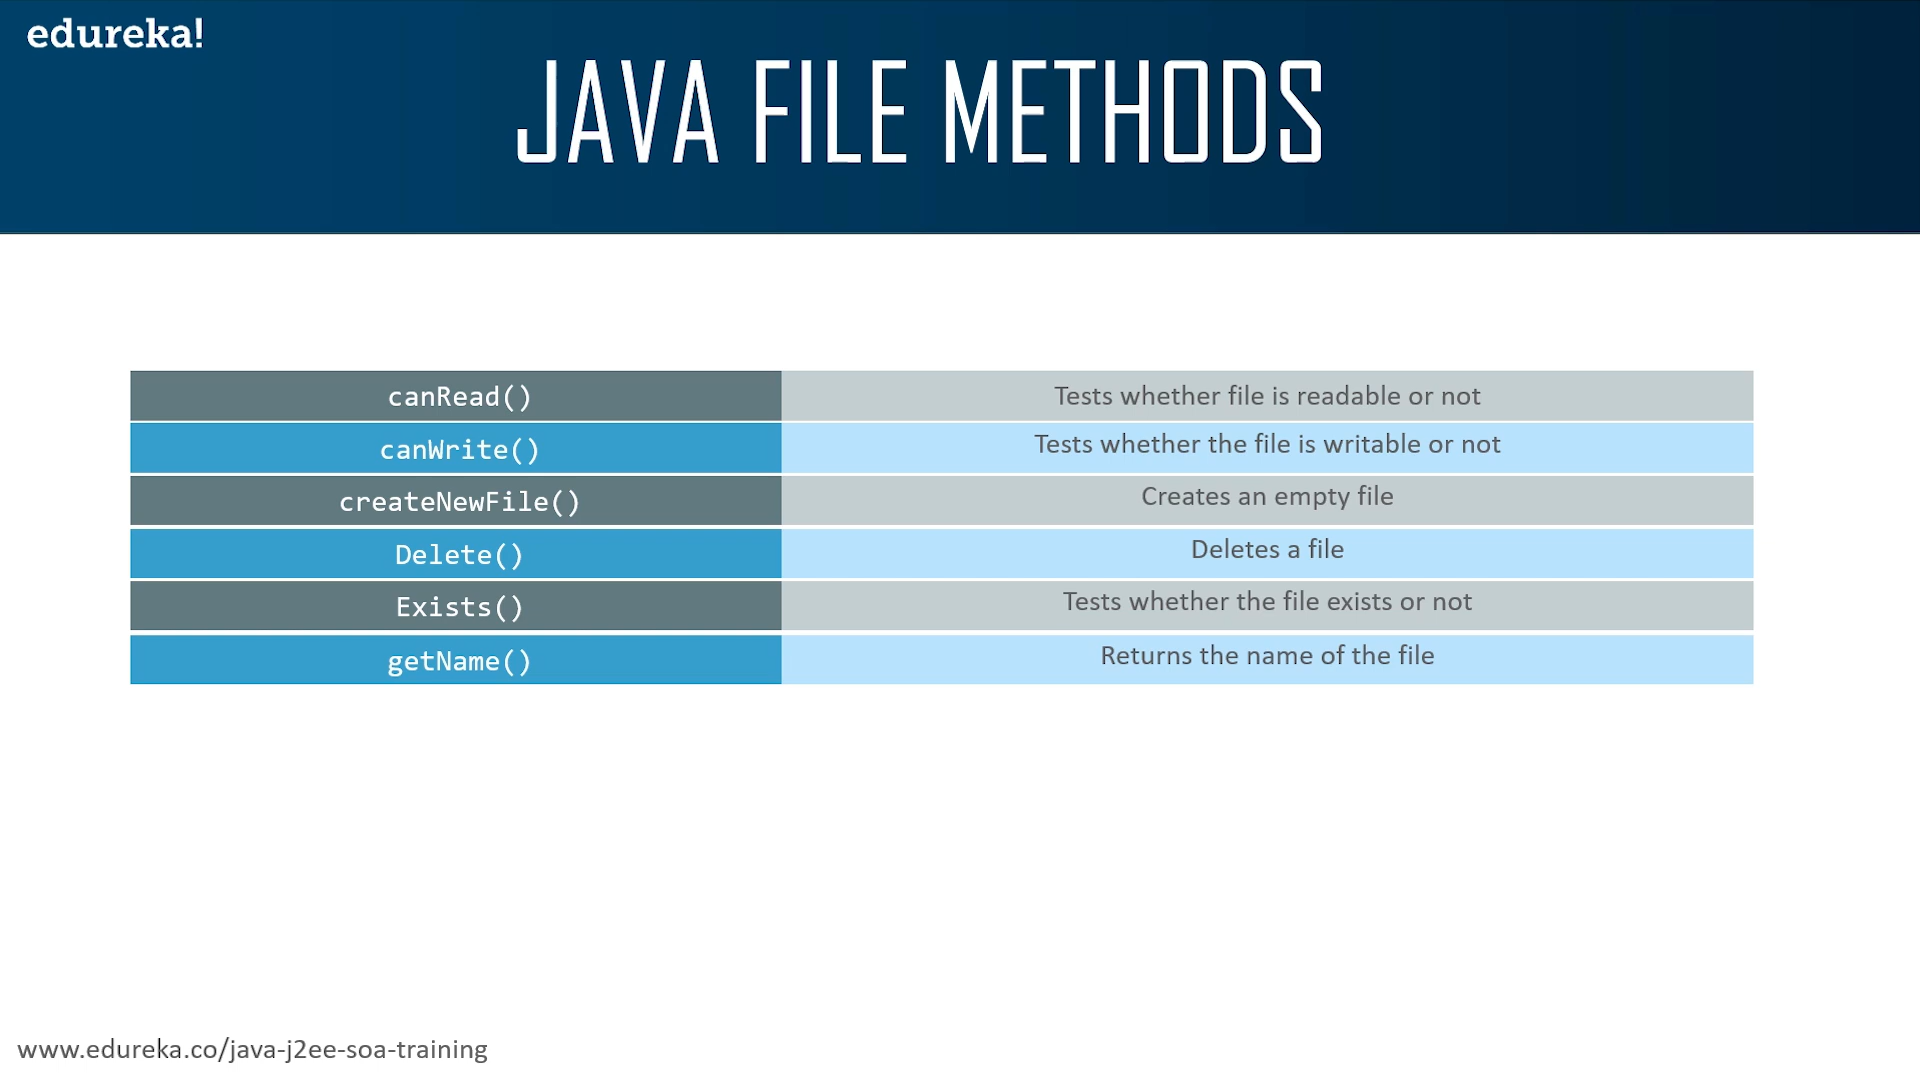 edureka!
JAVA FILE METHODS
canRead() Tests whether file is readable or not
canWrite() Tests whether the file is writable or not
createNewFile() Creates an empty file
Delete() Deletes a file
Exists() Tests whether the file exists or not
getName() Returns the name of the file
www.edureka.co/java-j2ee-soa-training